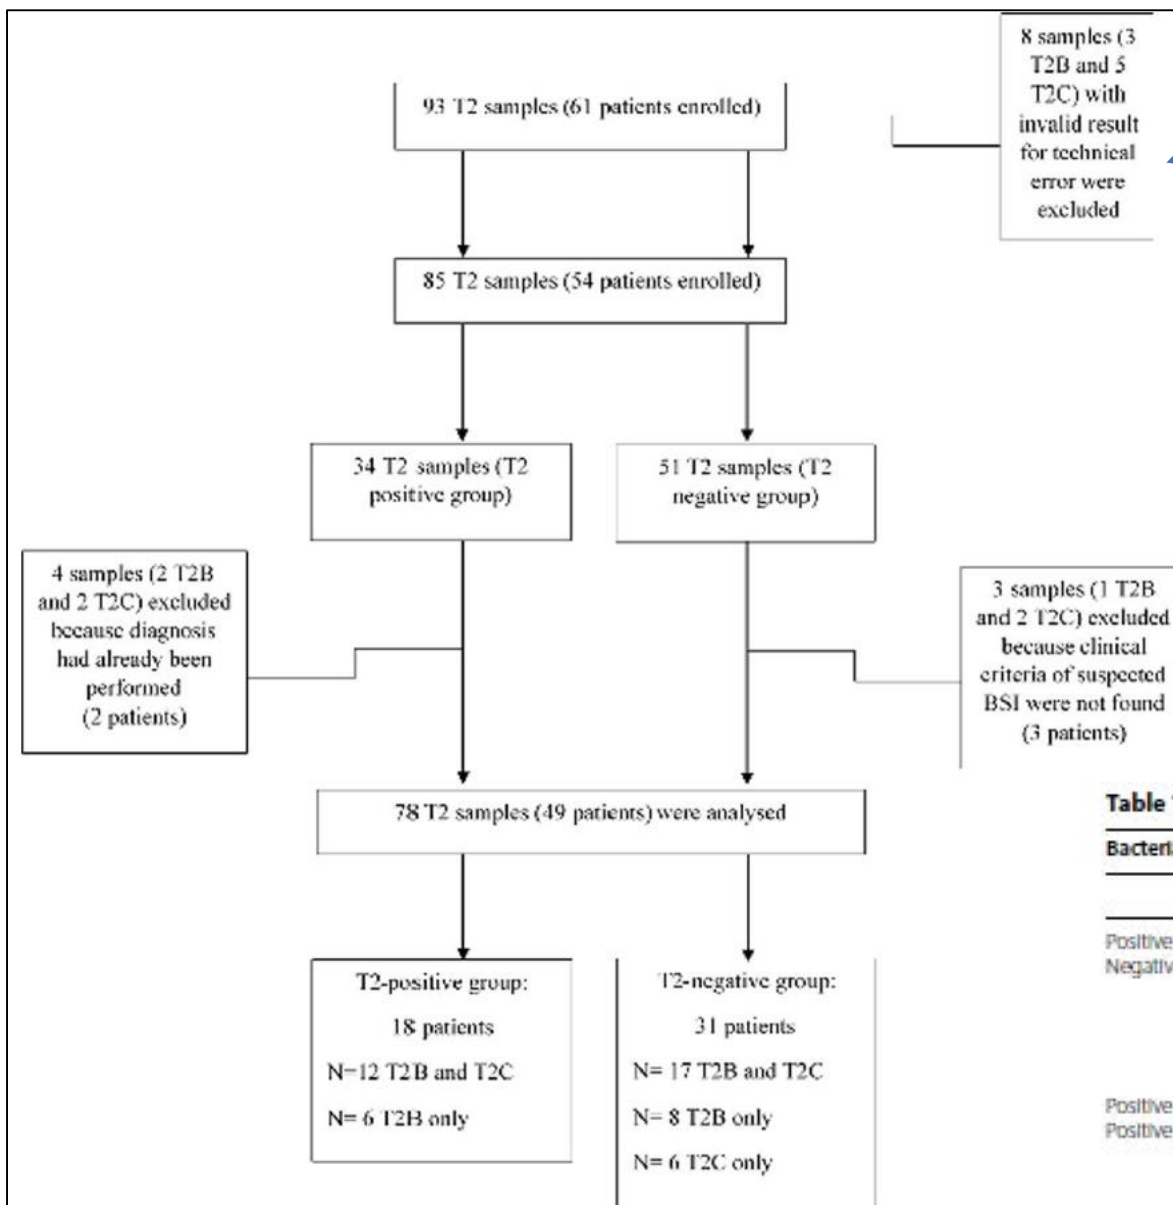 8 samples (3
T2B and 5
T2C) with
invalid result
for technical
error were
excluded
93 T2 samples (61 patients enrolled)
85 T2 samples (54 patients enrolled)
34 T2 samples (T2
positive group)
51 T2 samples (T2
negative group)
4 samples (2 T2B
and 2 T2C) excluded
because diagnosis
had already been
performed
(2 patients)
3 samples (1 T2B
and 2 T2C) excluded
because clinical
criteria of suspected
BSI were not found
(3 patients)
78 T2 samples (49 patients) were analysed
T2-positive group:
18 patients
N=12 T2B and T2C
N= 6 T2B only
T2-negative group:
31 patients
N= 17 T2B and T2C
N= 8 T2B only
N= 6 T2C only
Table
Bacteri
Positive
Negativ
Positive
Positive